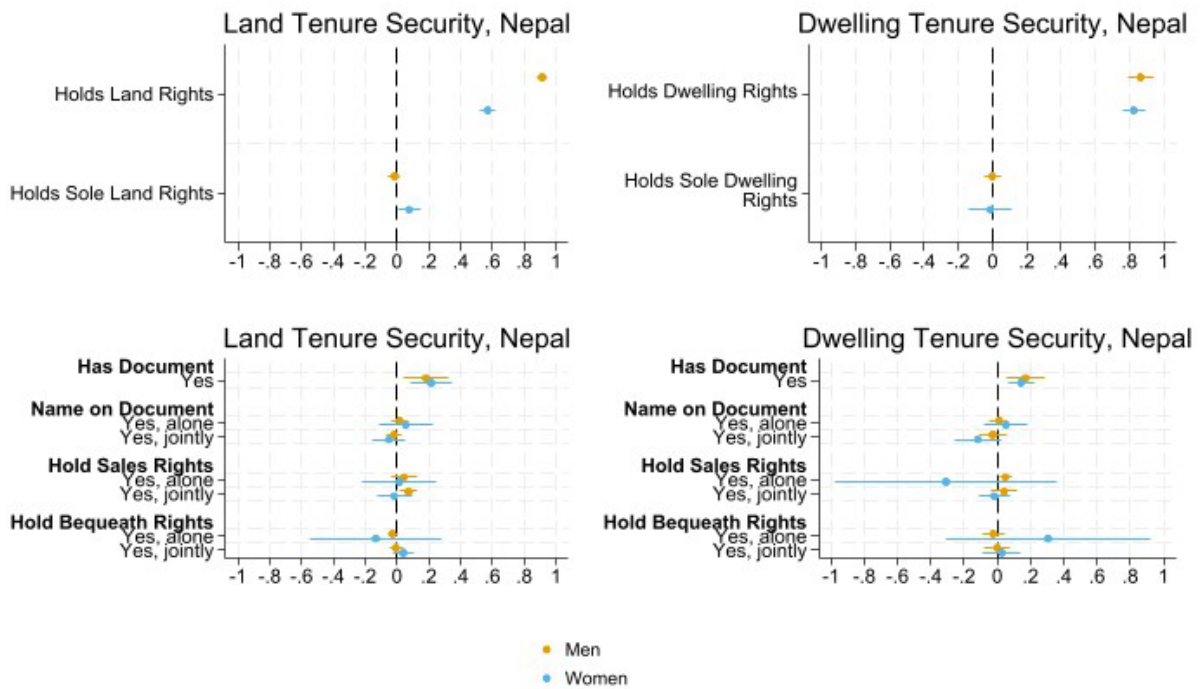 Land Tenure Security, Nepal
Holds Land Rights
Holds Sole Land Rights
-1 -.8 -.6 -.4 -.2 0 .2 .4 .6 .8 1
Dwelling Tenure Security, Nepal
Holds Dwelling Rights
Holds Sole Dwelling
Rights
-1 -.8 -.6 -.4 -.2 0 .2 .4 .6 .8 1
Land Tenure Security, Nepal
Has Document
Yes
Name on Document
Yes, alone
Yes, jointly
Hold Sales Rights
Yes, alone
Yes, jointly
Hold Bequeath Rights
Yes, alone
Yes, jointly
-1 -.8 -.6 -.4 -.2 0 .2 .4 .6 .8 1
Dwelling Tenure Security, Nepal
Has Document
Yes
Name on Document
Yes, alone
Yes, jointly
Hold Sales Rights
Yes, alone
Yes, jointly
Hold Bequeath Rights
Yes, alone
Yes, jointly
-1 -.8 -.6 -.4 -.2 0 .2 .4 .6 .8 1
Men
Women